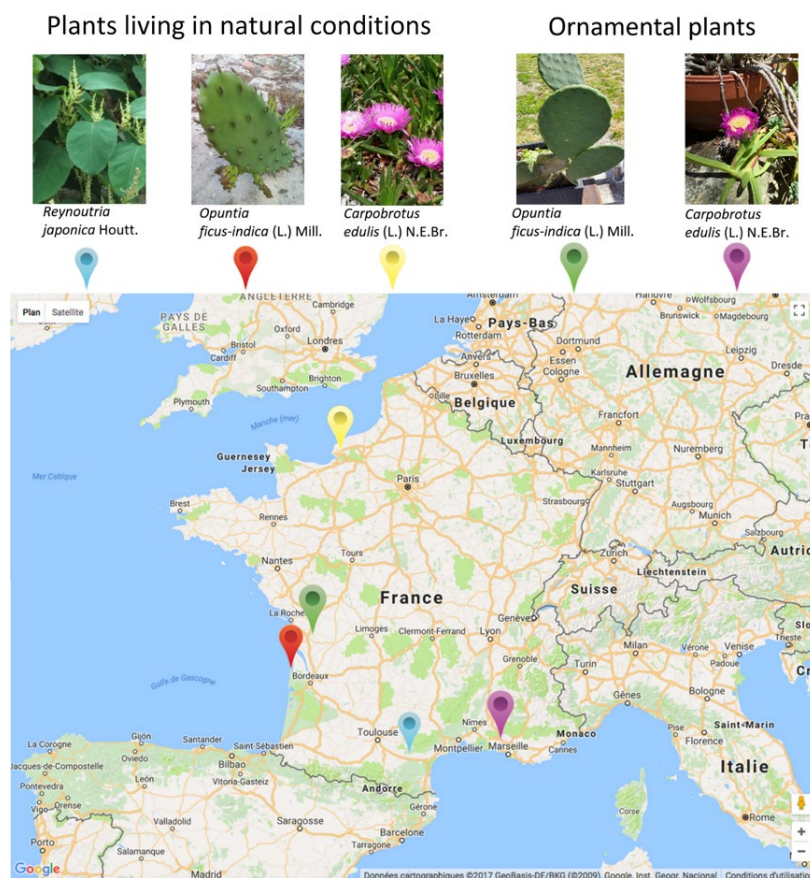 Plants living in natural conditions
Ornamental plants
Reynoutria
japonica Houtt.
Opuntia
ficus-indica (L.) Mill.
Carpobrotus
edulis (L.) N.E.Br.
Opuntia
ficus-indica (L.) Mill.
Carpobrotus
edulis (L.) N.E.Br.
Plan
Satellite
ANGLETERRE
Cambridge
PAYS DE
GALLES
Oxford
Bristol
Cardiff
Londres
Southampton
Brighton
Plymouth
Amsterdam
La Haye
Pays-Bas
Rotterdam
Hanovre
Wolfsburg
Brunswick
Magdebourg
Dortmund
Essen
Leipzig
Anvers
Cologne
Dresde
Bruxelles
Allemagne
Lille
Belgique
Manche (mer)
Francfort
Luxembourg
Guernesey
Jersey
Mannheim
Nuremberg
Mer Celtique
Paris
Karlsruhe
Stuttgart
Brest
Strasbourg
Augsbourg
Rennes
Munich
Salzbourg
Tours
Zurich
Autric
Nantes
Liechtenstein
France
Suisse
Genève
La Roche
Limoges
Clermont-Ferrand
Lyon
Milan
Vérone
Venise
Trieste
Grenoble
Turin
Padoue
Bordeaux
Golfe de Gascogne
Gênes
Bologne
Nîmes
Toulouse
Monaco
Saint-Marin
Montpellier
Marseille
Cannes
Pise
Florence
La Corogne
Gijón
Santander
Saint-Sébastien
Oviedo
Bilbao
Jacques-de-Compostelle
León
Vitoria-Gasteiz
Andorre
Italie
Pontevedra
Vigo
Orense
Gérone
Corse
Valladolid
Saragosse
Rome
Porto
Barcelone
Salamanque
Tarragone
Madrid
Google
Données cartographiques ©2017 GeoBasis-DE/BKG (©2009), Google, Inst. Geogr. Nacional
Conditions d'utilisatio